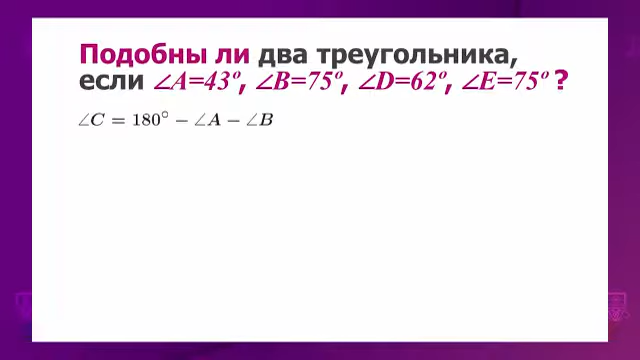 Подобны ли два треугольника,
если ∠A=43º, ∠B=75º, ∠D=62º, ∠E=75º ?
∠C = 180° − ∠A − ∠B